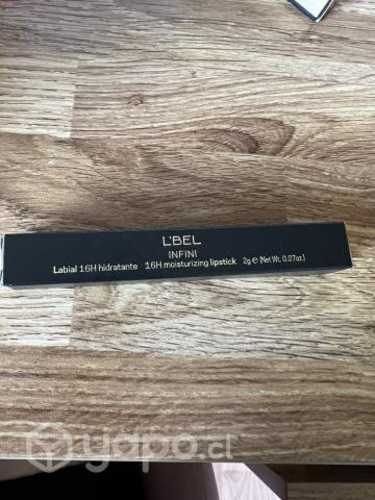 L'BEL
INFINI
Labial 16H hidratante 16H moisturizing lipstick 2g ℮ (Net Wt. 0.07oz.)
yapo.cl